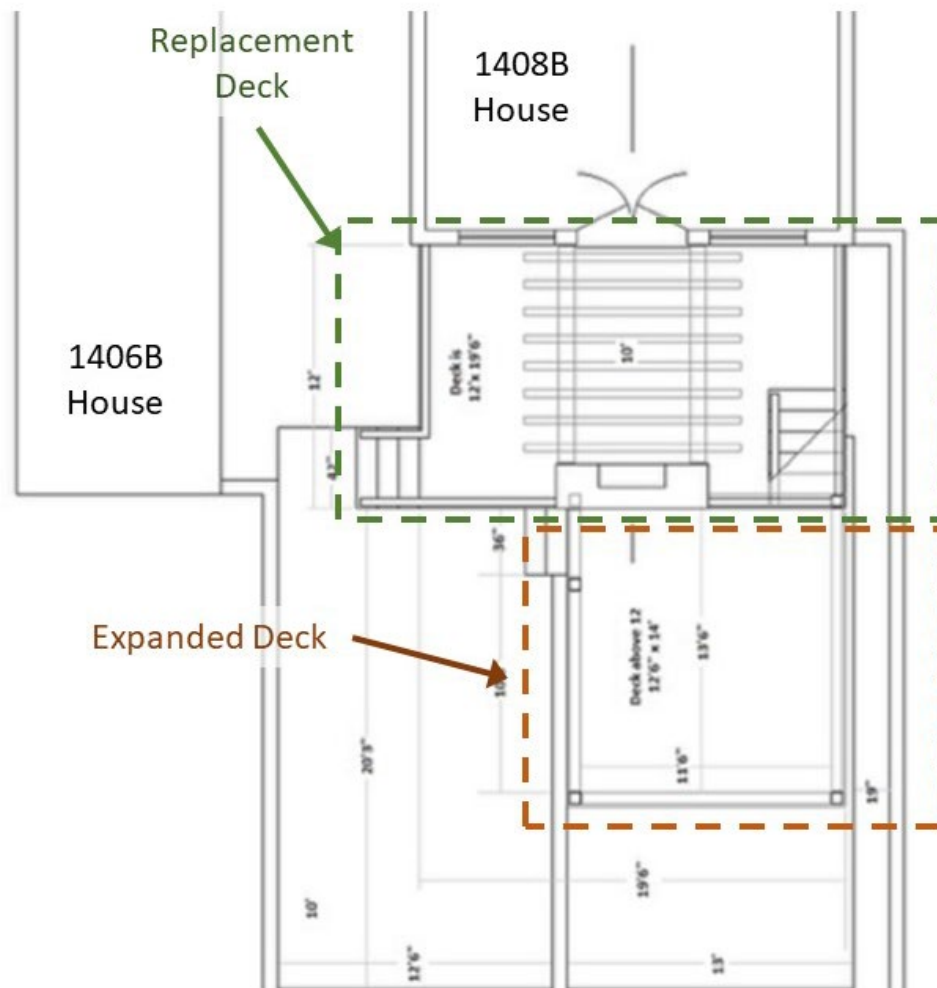 Replacement
Deck
1408B
House
1406B
House
Deck is
12'x 19'6"
10'
12'
42"
36"
Expanded Deck
Deck above 12
12'6" x 14'
13'6"
11'6"
20'3"
19"
19'6"
10'
12'6"
13'